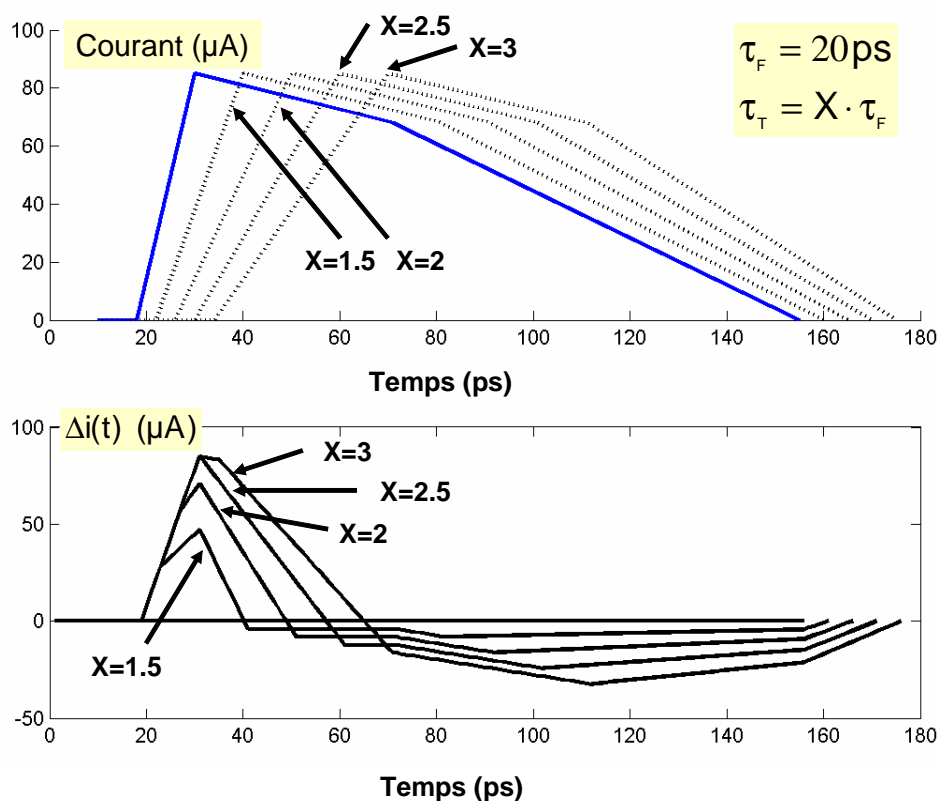 100
80
60
40
20
0
Courant (µA)
X=2.5
X=3
τF = 20ps
τT = X · τF
X=1.5 X=2
0 20 40 60 80 100 120 140 160 180
Temps (ps)
100
50
0
-50
Δi(t) (µA)
X=3
X=2.5
X=2
X=1.5
0 20 40 60 80 100 120 140 160 180
Temps (ps)